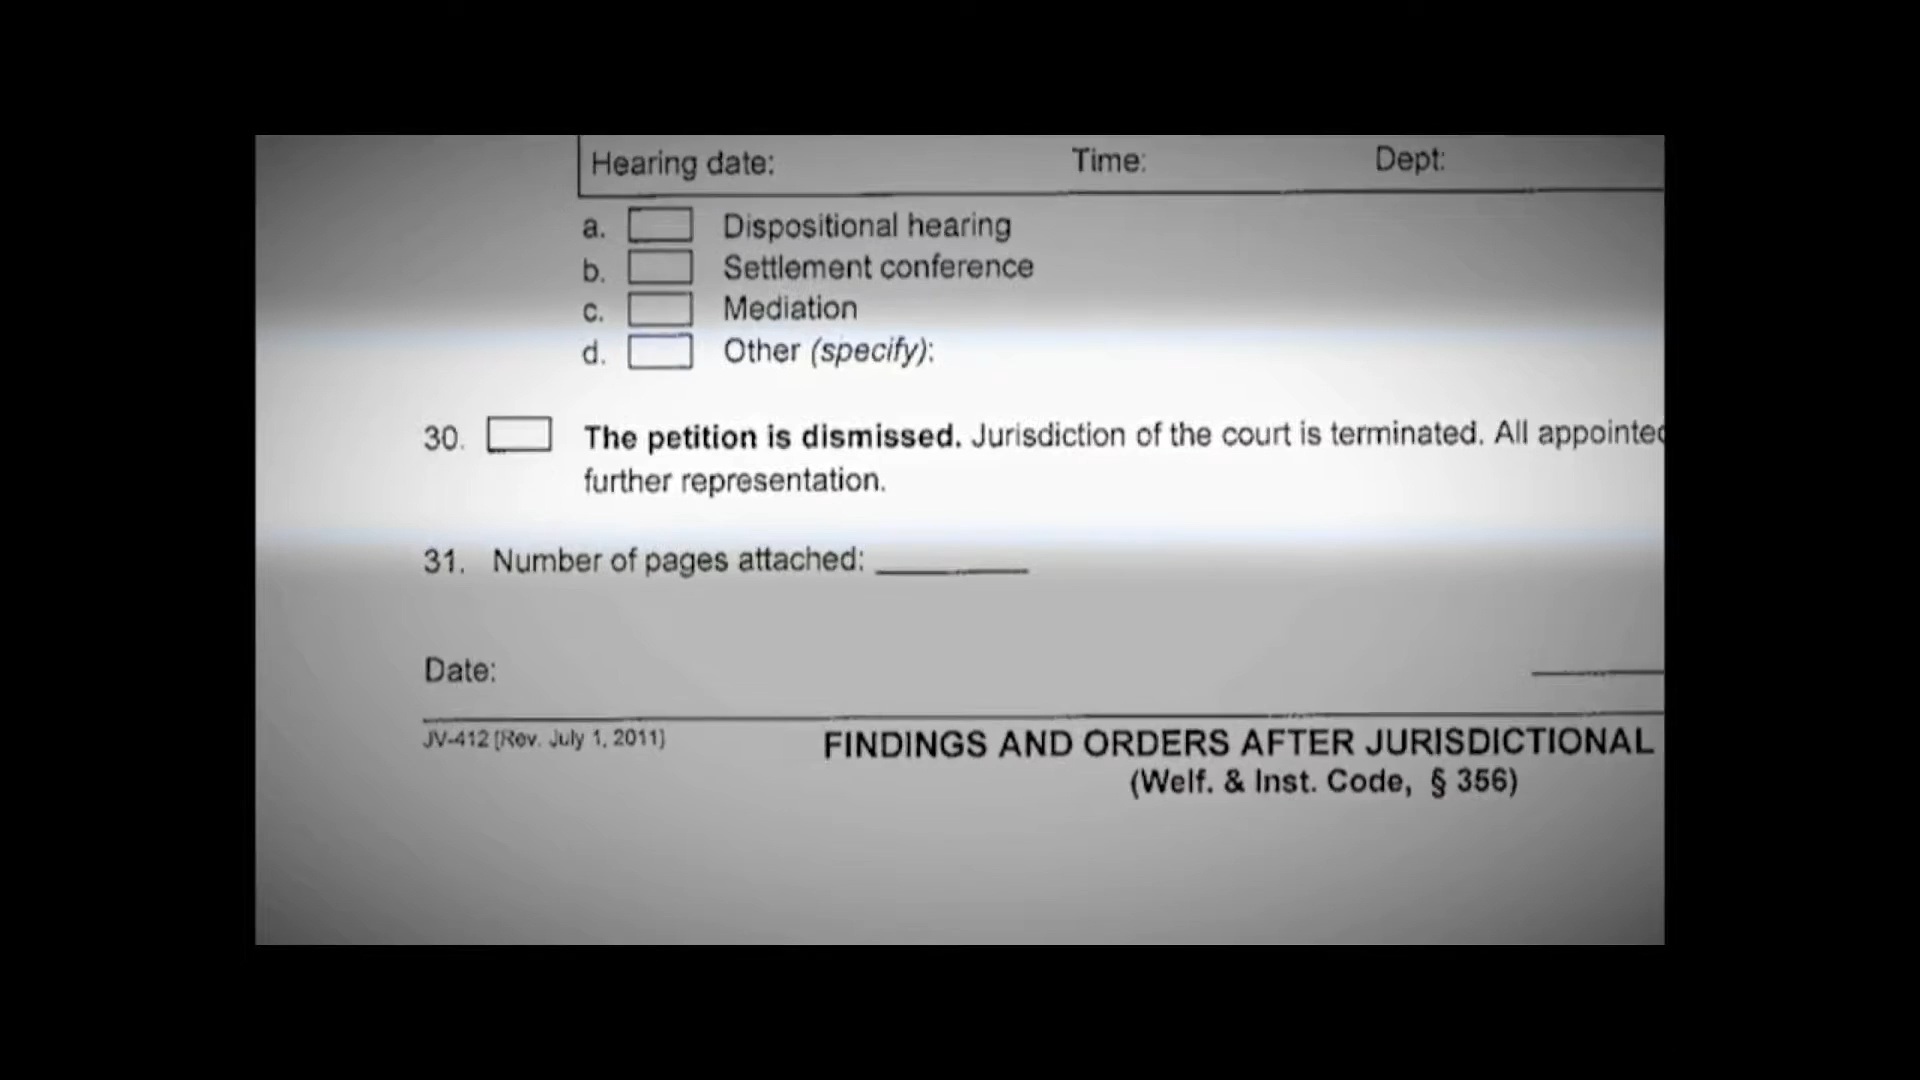 Hearing date: Time: Dept:
a. Dispositional hearing
b. Settlement conference
c. Mediation
d. Other (specify):
30. The petition is dismissed. Jurisdiction of the court is terminated. All appointed
further representation.
31. Number of pages attached:
Date:
JV-412 [Rev. July 1, 2011] FINDINGS AND ORDERS AFTER JURISDICTIONAL
(Welf. & Inst. Code, § 356)